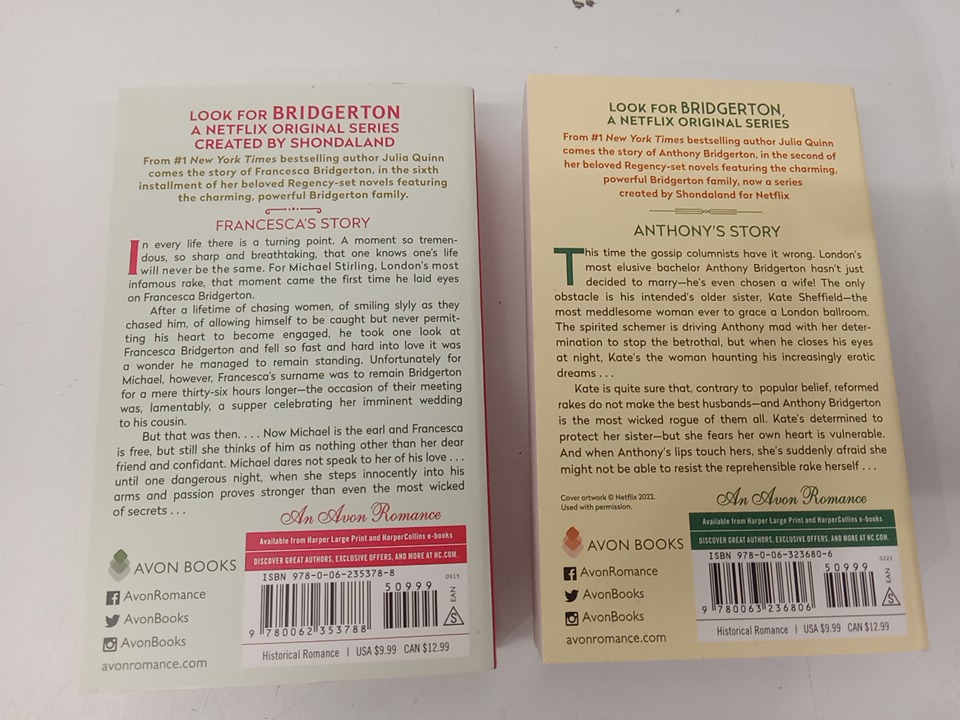 LOOK FOR BRIDGERTON
A NETFLIX ORIGINAL SERIES
CREATED BY SHONDALAND
From #1 New York Times bestselling author Julia Quinn
comes the story of Francesca Bridgerton, in the sixth
installment of her beloved Regency-set novels featuring
the charming, powerful Bridgerton family.
FRANCESCA'S STORY
In every life there is a turning point. A moment so tremen-
dous, so sharp and breathtaking, that one knows one's life
will never be the same. For Michael Stirling, London's most
infamous rake, that moment came the first time he laid eyes
on Francesca Bridgerton.
After a lifetime of chasing women, of smiling slyly as they
chased him, of allowing himself to be caught but never permit-
ting his heart to become engaged, he took one look at
Francesca Bridgerton and fell so fast and hard into love it was
a wonder he managed to remain standing. Unfortunately for
Michael, however, Francesca's surname was to remain Bridgerton
for a mere thirty-six hours longer—the occasion of their meeting
was, lamentably, a supper celebrating her imminent wedding
to his cousin.
But that was then. . . . Now Michael is the earl and Francesca
is free, but still she thinks of him as nothing other than her dear
friend and confidant. Michael dares not speak to her of his love . . .
until one dangerous night, when she steps innocently into his
arms and passion proves stronger than even the most wicked
of secrets . . .
An Avon Romance
Available from Harper Large Print and HarperCollins e-books
DISCOVER GREAT AUTHORS, EXCLUSIVE OFFERS, AND MORE AT HC.COM.
AVON BOOKS
AvonRomance
AvonBooks
AvonBooks
avonromance.com
ISBN 978-0-06-235378-8
0915
50999
EAN
S
9 780062 353788
Historical Romance | USA $9.99 CAN $12.99
LOOK FOR BRIDGERTON,
A NETFLIX ORIGINAL SERIES
From #1 New York Times bestselling author Julia Quinn
comes the story of Anthony Bridgerton, in the second of
her beloved Regency-set novels featuring the charming,
powerful Bridgerton family, now a series
created by Shondaland for Netflix
ANTHONY'S STORY
This time the gossip columnists have it wrong. London's
most elusive bachelor Anthony Bridgerton hasn't just
decided to marry—he's even chosen a wife! The only
obstacle is his intended's older sister, Kate Sheffield—the
most meddlesome woman ever to grace a London ballroom.
The spirited schemer is driving Anthony mad with her deter-
mination to stop the betrothal, but when he closes his eyes
at night, Kate's the woman haunting his increasingly erotic
dreams . . .
Kate is quite sure that, contrary to popular belief, reformed
rakes do not make the best husbands—and Anthony Bridgerton
is the most wicked rogue of them all. Kate's determined to
protect her sister—but she fears her own heart is vulnerable.
And when Anthony's lips touch hers, she's suddenly afraid she
might not be able to resist the reprehensible rake herself . . .
Cover artwork © Netflix 2022.
Used with permission.
An Avon Romance
Available from Harper Large Print and HarperCollins e-books
DISCOVER GREAT AUTHORS, EXCLUSIVE OFFERS, AND MORE AT HC.COM.
AVON BOOKS
AvonRomance
AvonBooks
AvonBooks
avonromance.com
ISBN 978-0-06-323680-6
0222
50999
EAN
S
9 780063 236806
Historical Romance | USA $9.99 CAN $12.99